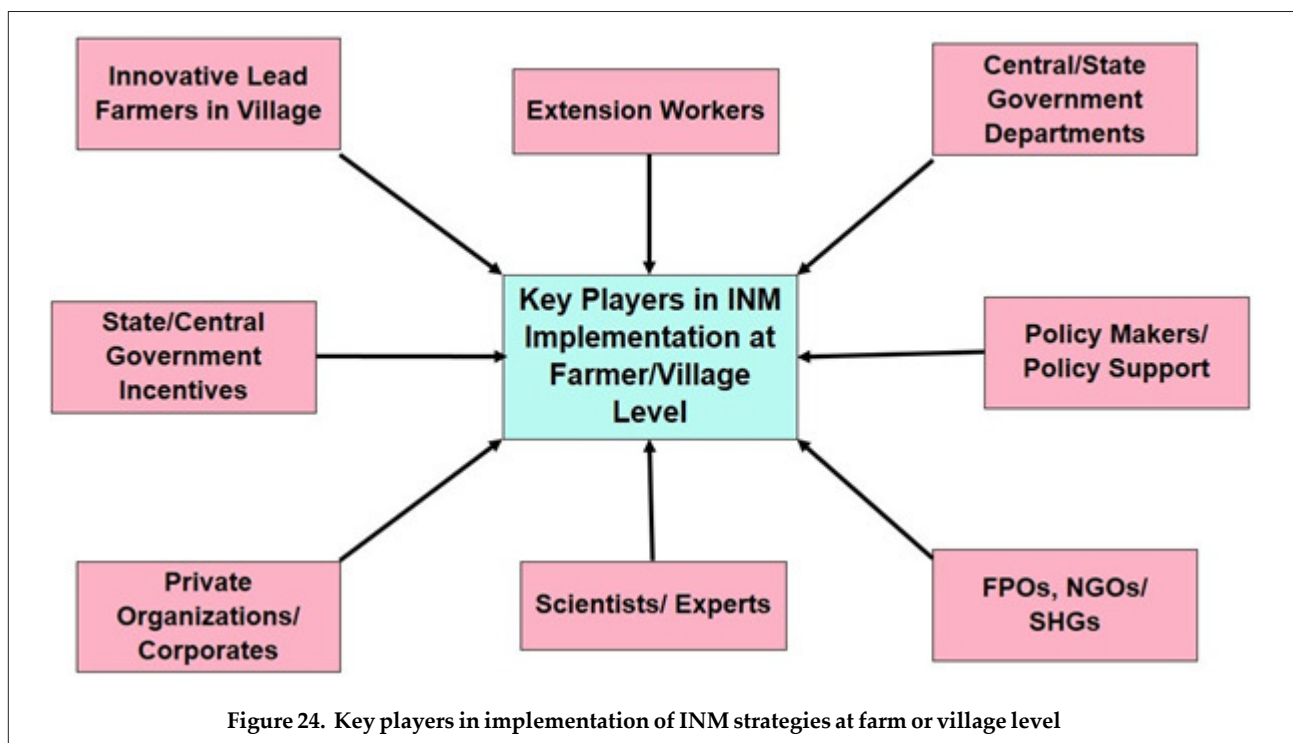 Innovative Lead
Farmers in Village
Extension Workers
Central/State
Government
Departments
State/Central
Government
Incentives
Key Players in INM
Implementation at
Farmer/Village
Level
Policy Makers/
Policy Support
Private
Organizations/
Corporates
Scientists/ Experts
FPOs, NGOs/
SHGs
Figure 24. Key players in implementation of INM strategies at farm or village level